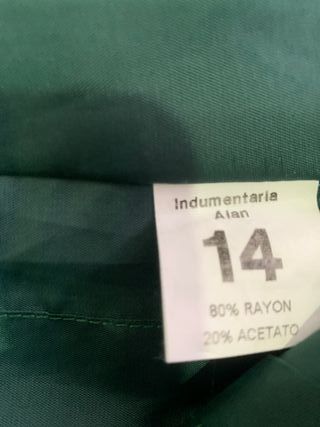 Indumentaria
Alan
14
80% RAYON
20% ACETATO